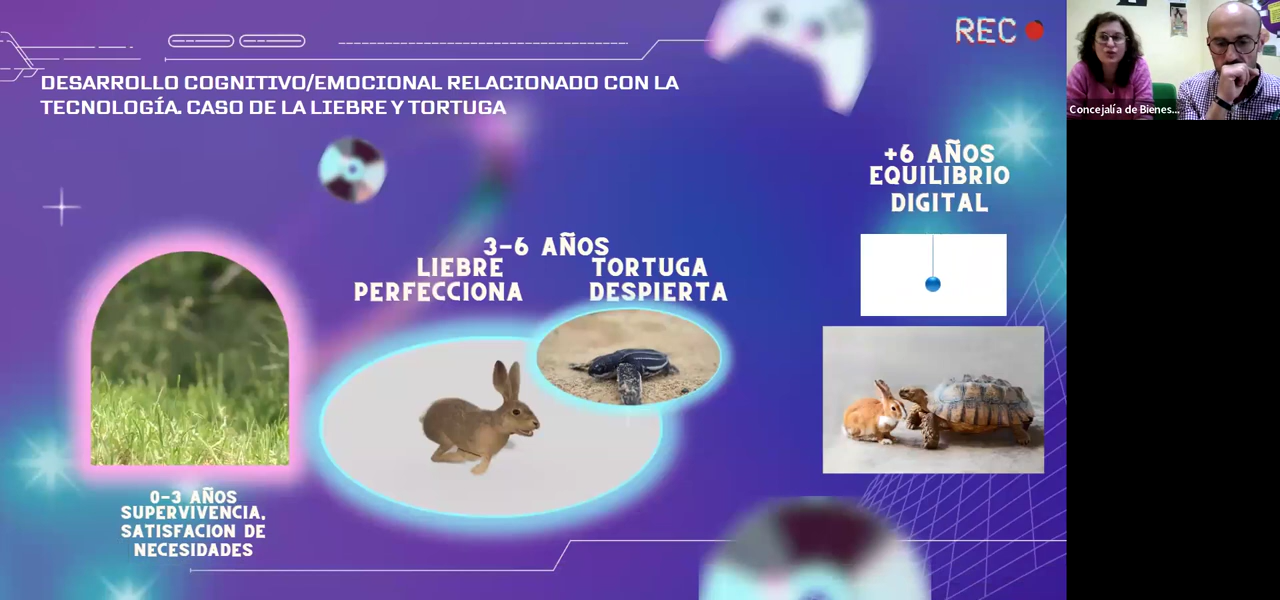 REC
DESARROLLO COGNITIVO/EMOCIONAL RELACIONADO CON LA
TECNOLOGÍA. CASO DE LA LIEBRE Y TORTUGA
Concejalía de Bienes...
+6 AÑOS
EQUILIBRIO
DIGITAL
3-6 AÑOS
LIEBRE
PERFECCIONA
TORTUGA
DESPIERTA
0-3 AÑOS
SUPERVIVENCIA,
SATISFACION DE
NECESIDADES